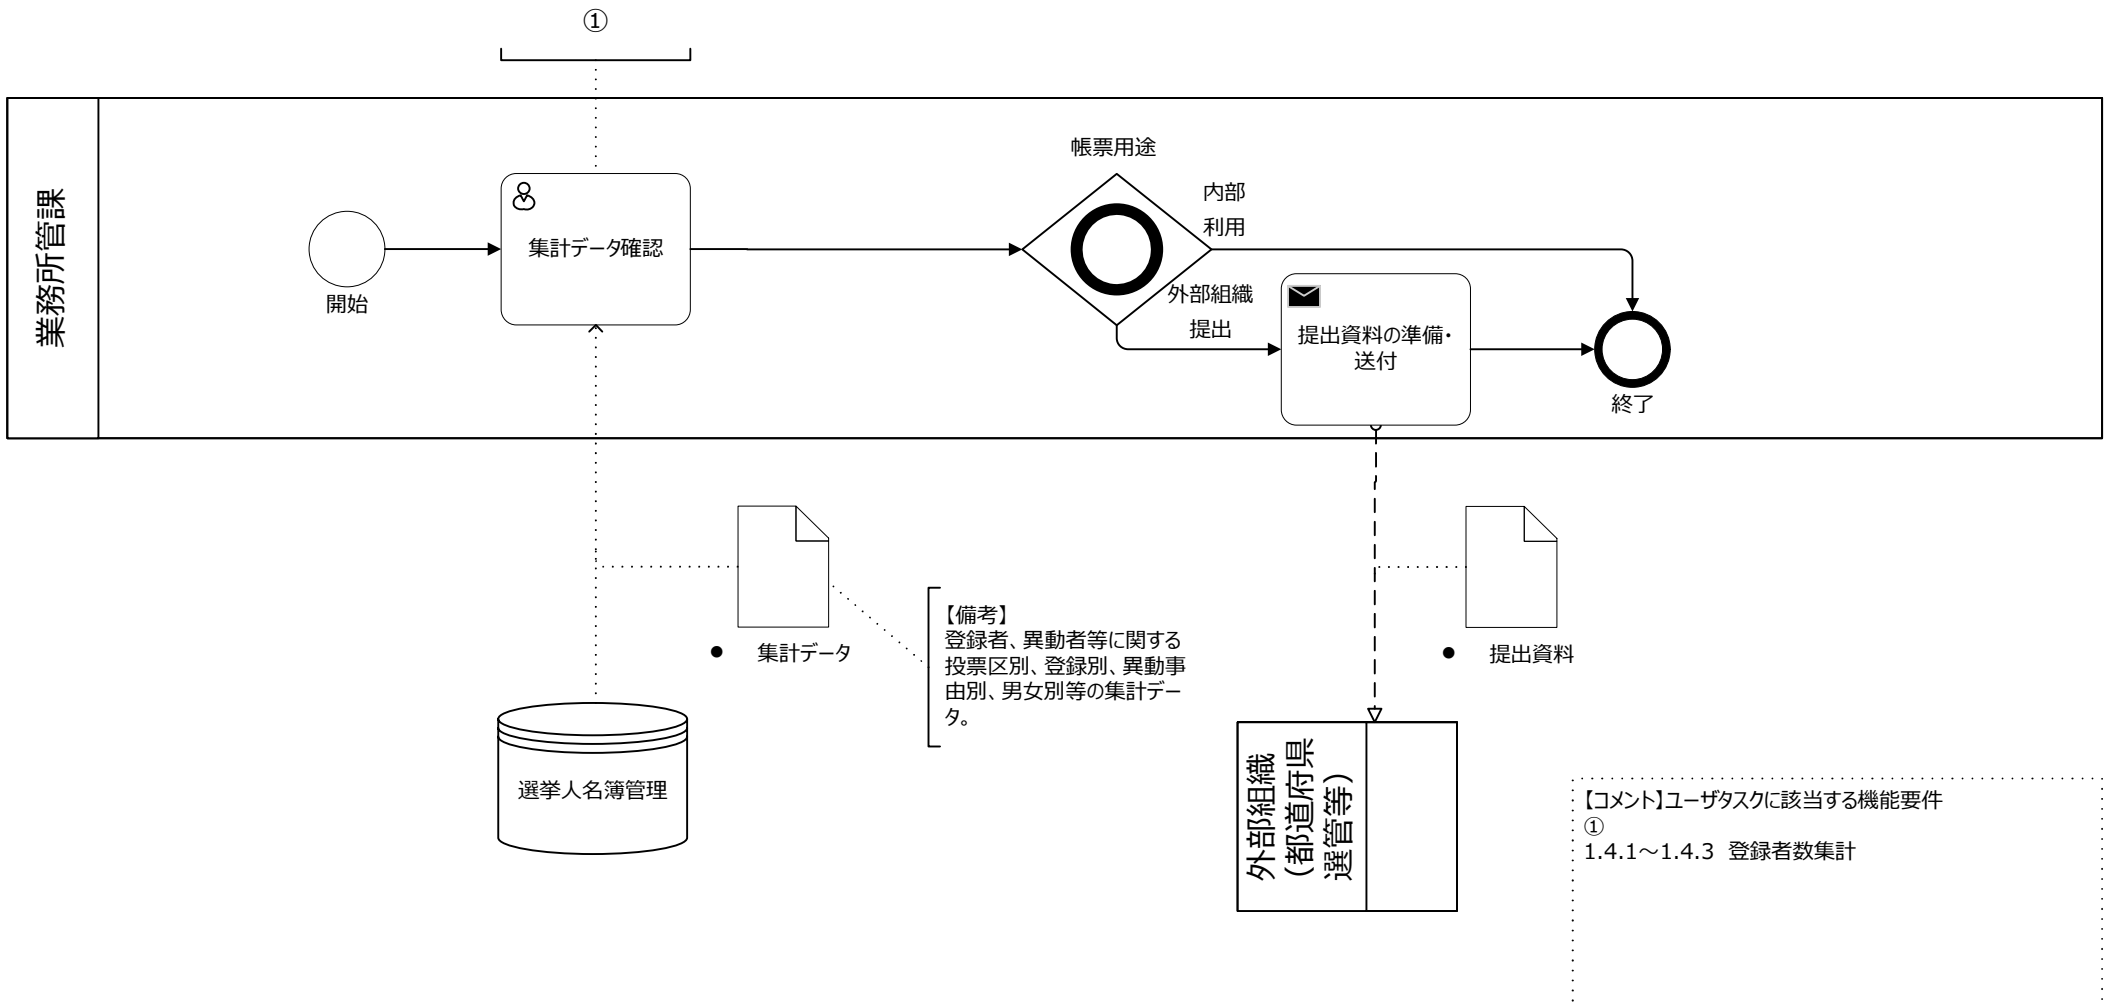 ①
業務所管課
開始
集計データ確認
帳票用途
内部
利用
外部組織
提出
提出資料の準備・
送付
終了
● 集計データ
【備考】
登録者、異動者等に関する
投票区別、登録別、異動事
由別、男女別等の集計デー
タ。
● 提出資料
選挙人名簿管理
外部組織
（都道府県
選管等）
【コメント】ユーザタスクに該当する機能要件
①
1.4.1～1.4.3 登録者数集計